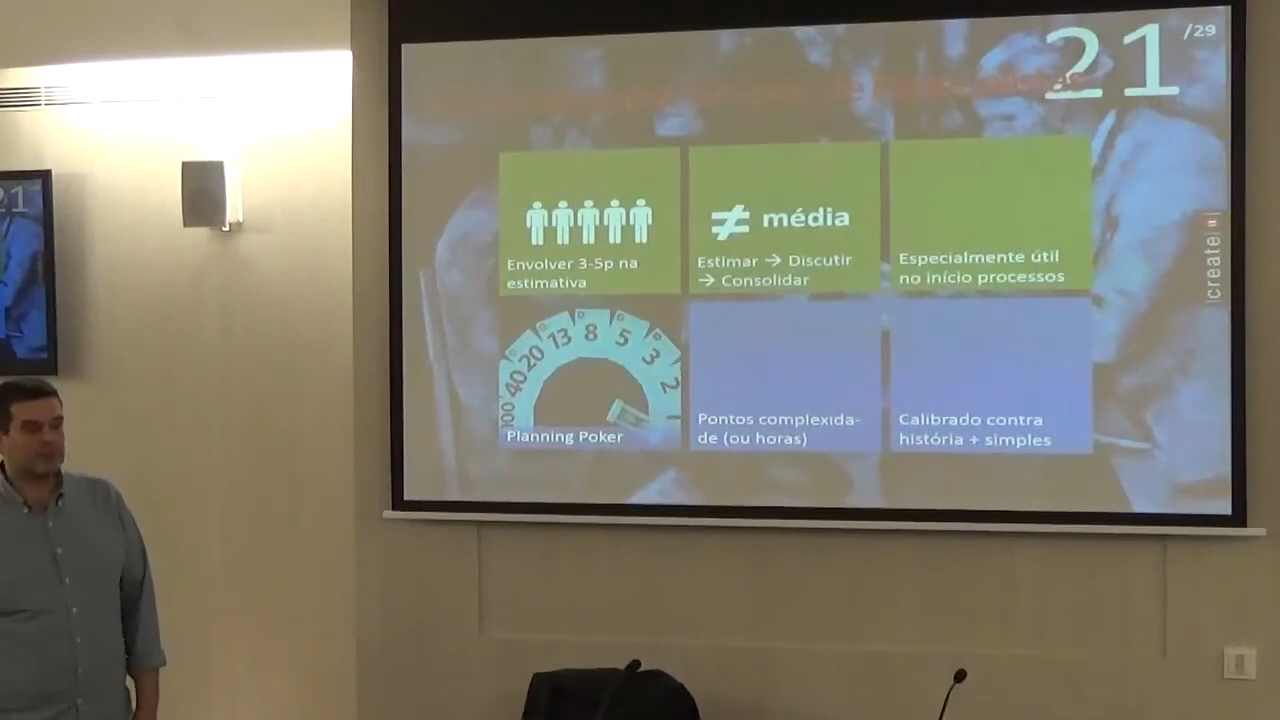 21
/29
21
média
Envolver 3-5p na
estimativa
Estimar → Discutir
→ Consolidar
Especialmente útil
no início processos
40
20
13
8
5
3
2
Planning Poker
Pontos complexida-
de (ou horas)
Calibrado contra
história + simples
create